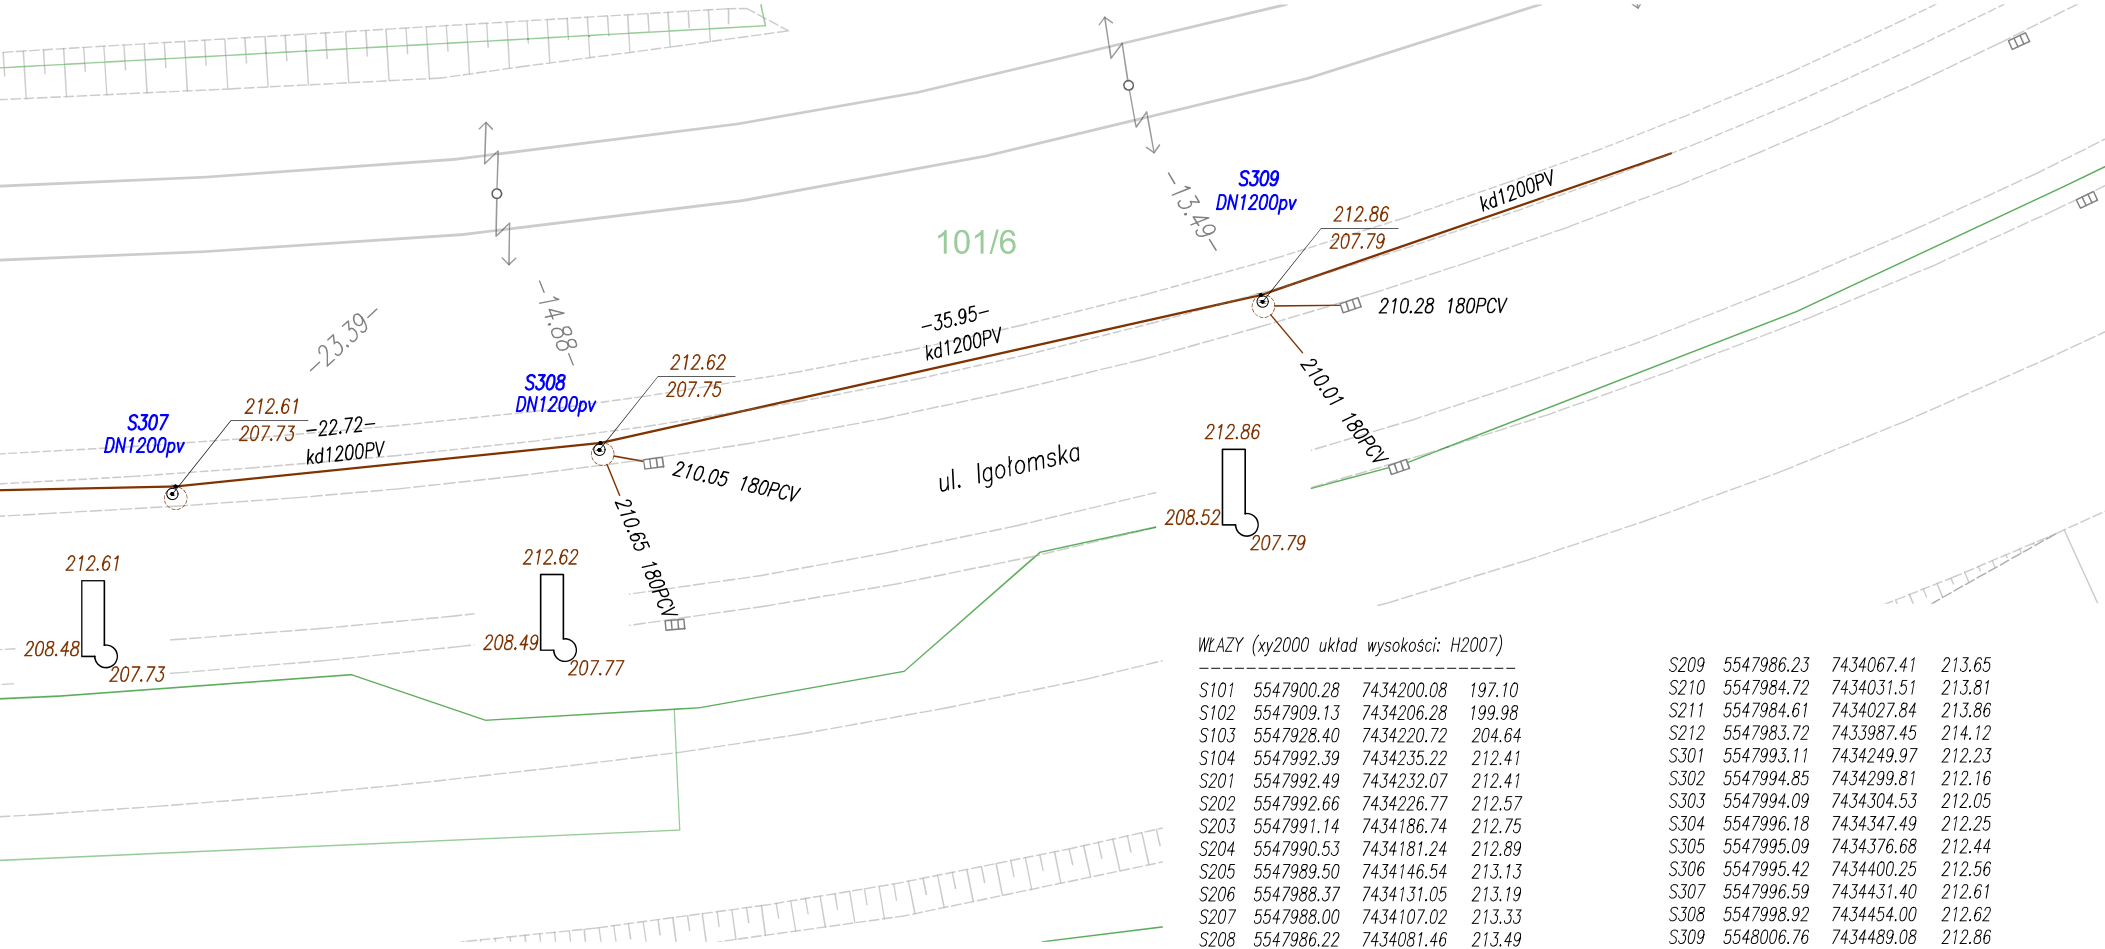 S309
DN1200pv
kd1200PV
212.86
207.79
-13.49-
101/6
-14.88-
-23.39-
-35.95-
kd1200PV
210.28 180PCV
210.01 180PCV
S308
DN1200pv
212.62
207.75
S307
DN1200pv
212.61
207.73
-22.72-
kd1200PV
210.05 180PCV
210.65 180PCV
ul. Igołomska
212.86
208.52
207.79
212.61
208.48
207.73
212.62
208.49
207.77
WŁAZY (xy2000 układ wysokości: H2007)
---------------------------
S101 5547900.28 7434200.08 197.10
S102 5547909.13 7434206.28 199.98
S103 5547928.40 7434220.72 204.64
S104 5547992.39 7434235.22 212.41
S201 5547992.49 7434232.07 212.41
S202 5547992.66 7434226.77 212.57
S203 5547991.14 7434186.74 212.75
S204 5547990.53 7434181.24 212.89
S205 5547989.50 7434146.54 213.13
S206 5547988.37 7434131.05 213.19
S207 5547988.00 7434107.02 213.33
S208 5547986.22 7434081.46 213.49
S209 5547986.23 7434067.41 213.65
S210 5547984.72 7434031.51 213.81
S211 5547984.61 7434027.84 213.86
S212 5547983.72 7433987.45 214.12
S301 5547993.11 7434249.97 212.23
S302 5547994.85 7434299.81 212.16
S303 5547994.09 7434304.53 212.05
S304 5547996.18 7434347.49 212.25
S305 5547995.09 7434376.68 212.44
S306 5547995.42 7434400.25 212.56
S307 5547996.59 7434431.40 212.61
S308 5547998.92 7434454.00 212.62
S309 5548006.76 7434489.08 212.86